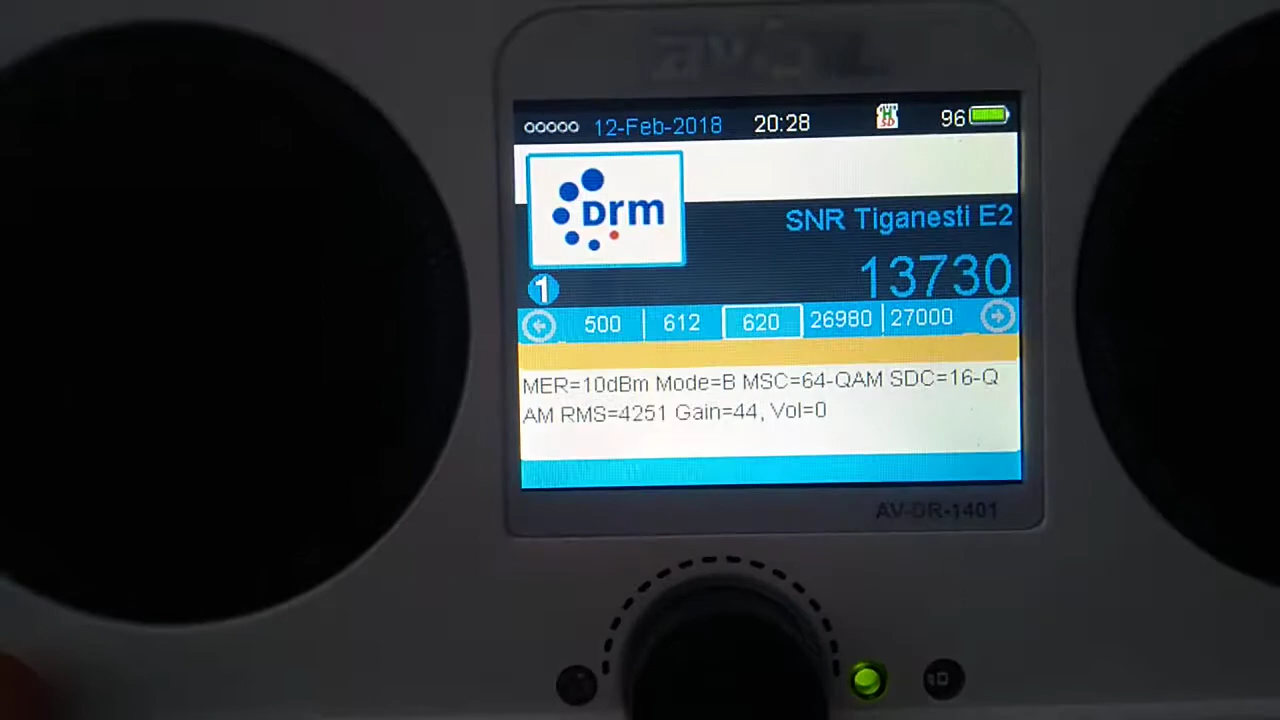 12-Feb-2018 20:28 96
Drm
SNR Tiganesti E2
13730
1
500 612 620 26980 27000
MER=10dBm Mode=B MSC=64-QAM SDC=16-Q
AM RMS=4251 Gain=44, Vol=0
AV-DR-1401